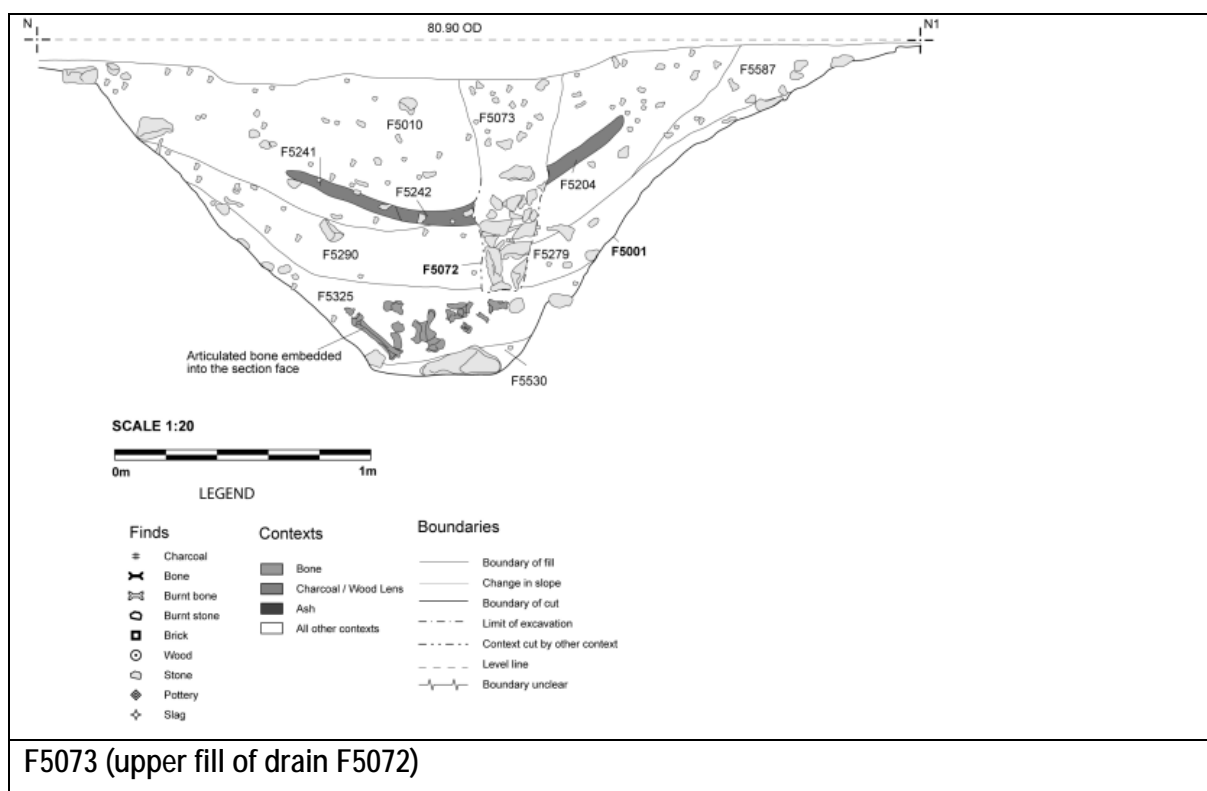 N
80.90 OD
N1
F5587
F5010
F5073
F5241
F5242
F5204
F5290
F5072
F5279
F5001
F5325
Articulated bone embedded
into the section face
F5530
SCALE 1:20
0m
1m
LEGEND
Finds
Charcoal
Bone
Burnt bone
Burnt stone
Brick
Wood
Stone
Pottery
Slag
Contexts
Bone
Charcoal / Wood Lens
Ash
All other contexts
Boundaries
Boundary of fill
Change in slope
Boundary of cut
Limit of excavation
Context cut by other context
Level line
Boundary unclear
F5073 (upper fill of drain F5072)